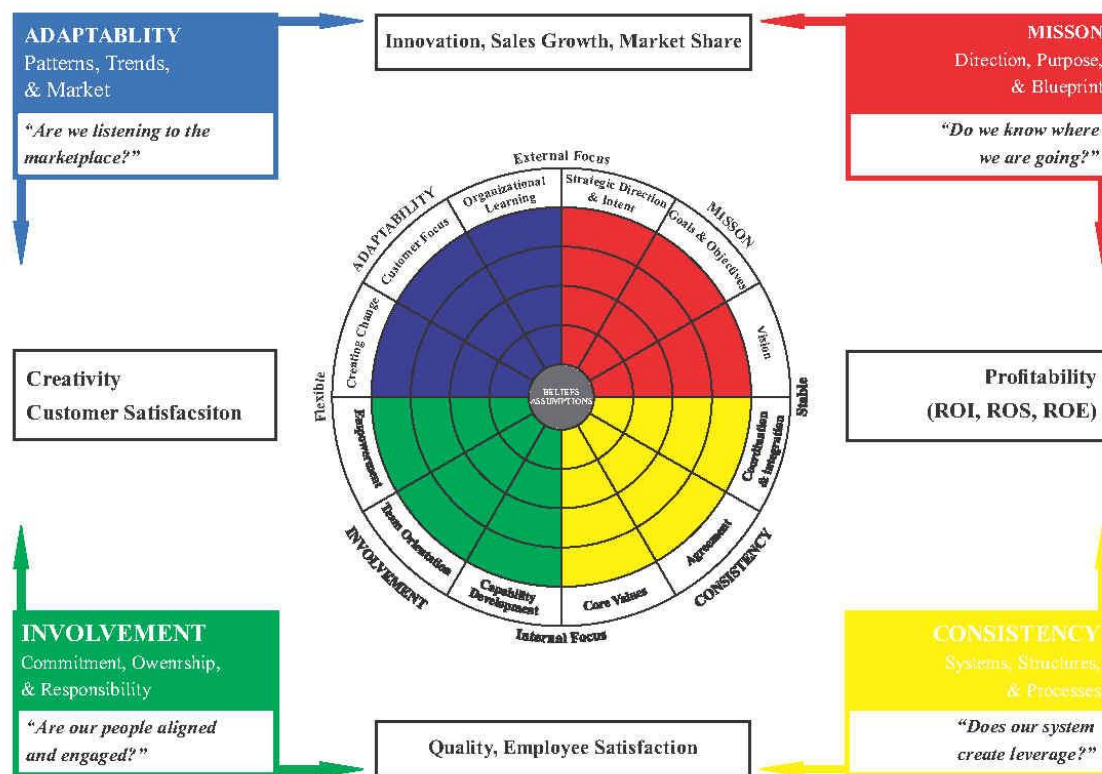 ADAPTABLITY
Patterns, Trends,
& Market
“Are we listening to the
marketplace?”
Innovation, Sales Growth, Market Share
MISSON
Direction, Purpose,
& Blueprint
“Do we know where
we are going?”
External Focus
ADAPTABILITY
MISSON
Organizational
Learning
Strategic Direction
& Intent
Customer Focus
Goals & Objectives
Creating Change
Vision
Creativity
Customer Satisfacsiton
Flexible
BELIEFS
ASSUMPTIONS
Stable
Profitability
(ROI, ROS, ROE)
Empowerment
Coordination
& integration
Team Orientation
Agreement
Capability
Development
Core Values
INVOLVEMENT
CONSISTENCY
Internal Focus
INVOLVEMENT
Commitment, Owenrship,
& Responsibility
“Are our people aligned
and engaged?”
Quality, Employee Satisfaction
CONSISTENCY
Systems, Structures,
& Processes
“Does our system
create leverage?”